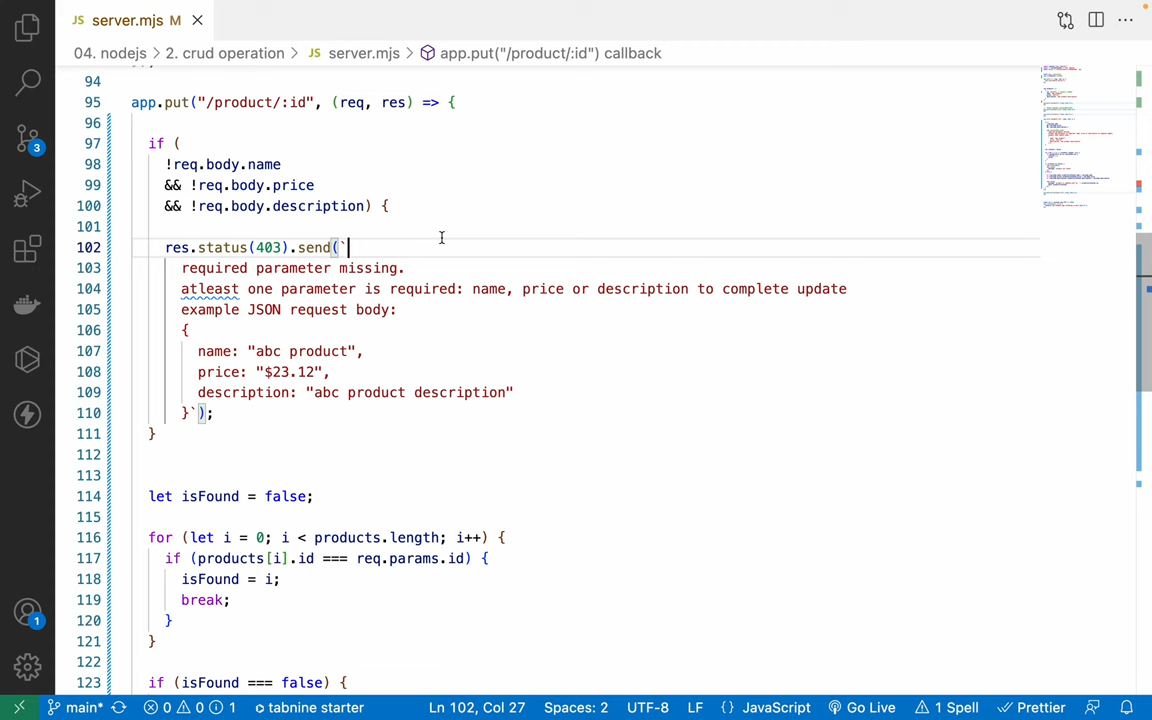 JS server.mjs M
04. nodejs > 2. crud operation > JS server.mjs > app.put("/product/:id") callback
94
95 app.put("/product/:id", (req, res) => {
96
97 if (
98 !req.body.name
99 && !req.body.price
100 && !req.body.description) {
101
102 res.status(403).send(`
103 required parameter missing.
104 atleast one parameter is required: name, price or description to complete update
105 example JSON request body:
106 {
107 name: "abc product",
108 price: "$23.12",
109 description: "abc product description"
110 }`);
111 }
112
113
114 let isFound = false;
115
116 for (let i = 0; i < products.length; i++) {
117 if (products[i].id === req.params.id) {
118 isFound = i;
119 break;
120 }
121 }
122
123 if (isFound === false) {
3
1
main* 0 0 1 tabnine starter Ln 102, Col 27 Spaces: 2 UTF-8 LF {} JavaScript Go Live 1 Spell Prettier